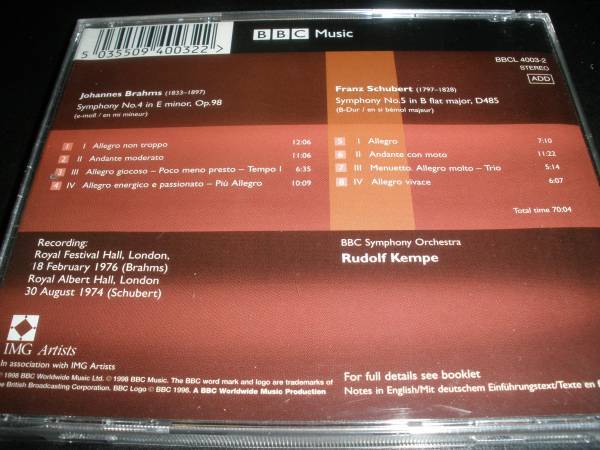 5 035509 400322
BBC Music
BBCL 4003-2
STEREO
ADD
Johannes Brahms (1833–1897)
Symphony No.4 in E minor, Op.98
(e-moll / en mi mineur)
1 I Allegro non troppo 12:06
2 II Andante moderato 11:06
3 III Allegro giocoso – Poco meno presto – Tempo I 6:35
4 IV Allegro energico e passionato – Più Allegro 10:09
Franz Schubert (1797–1828)
Symphony No.5 in B flat major, D485
(B-Dur / en si bémol majeur)
5 I Allegro 7:10
6 II Andante con moto 11:22
7 III Menuetto. Allegro molto – Trio 5:14
8 IV Allegro vivace 6:07
Total time 70:04
Recording:
Royal Festival Hall, London,
18 February 1976 (Brahms)
Royal Albert Hall, London
30 August 1974 (Schubert)
BBC Symphony Orchestra
Rudolf Kempe
IMG Artists
In association with IMG Artists
℗ 1998 BBC Worldwide Music Ltd. © 1998 BBC Music. The BBC word mark and logo are trademarks of
the British Broadcasting Corporation. BBC Logo © BBC 1996. A BBC Worldwide Music Production
For full details see booklet
Notes in English/Mit deutschem Einführungstext/Texte en